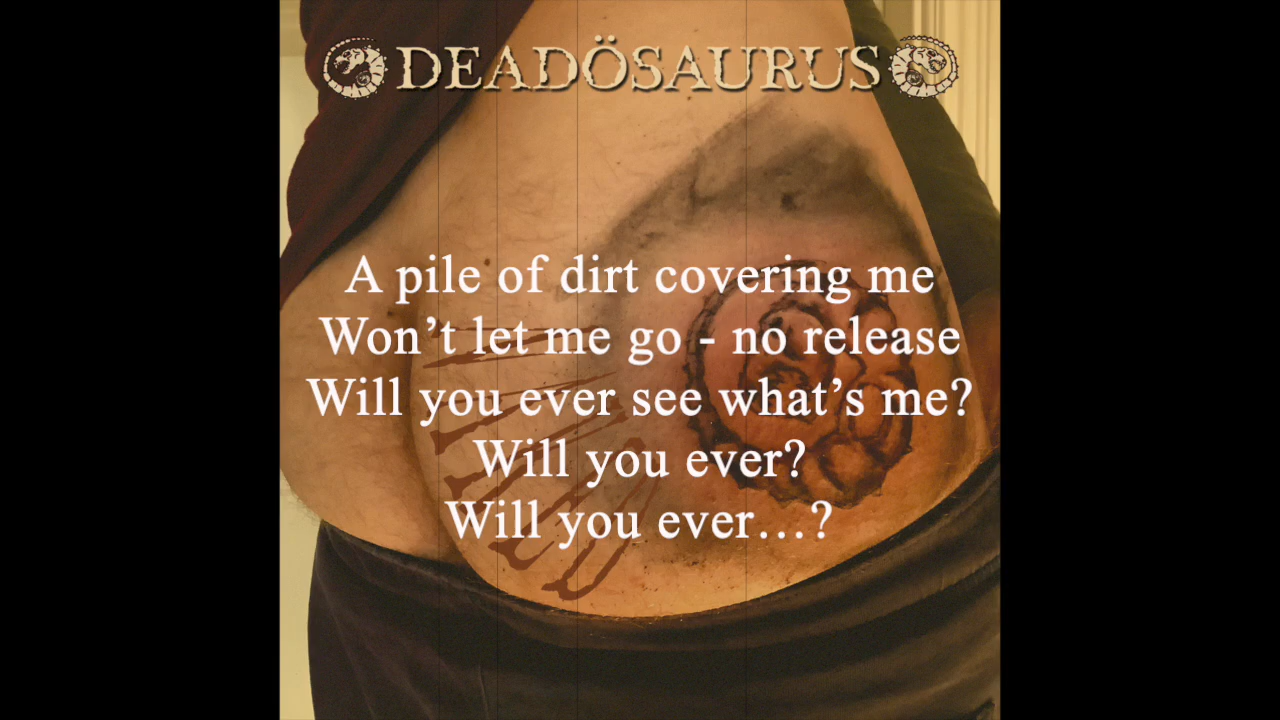 DEADÖSAURUS
A pile of dirt covering me
Won’t let me go - no release
Will you ever see what’s me?
Will you ever?
Will you ever…?